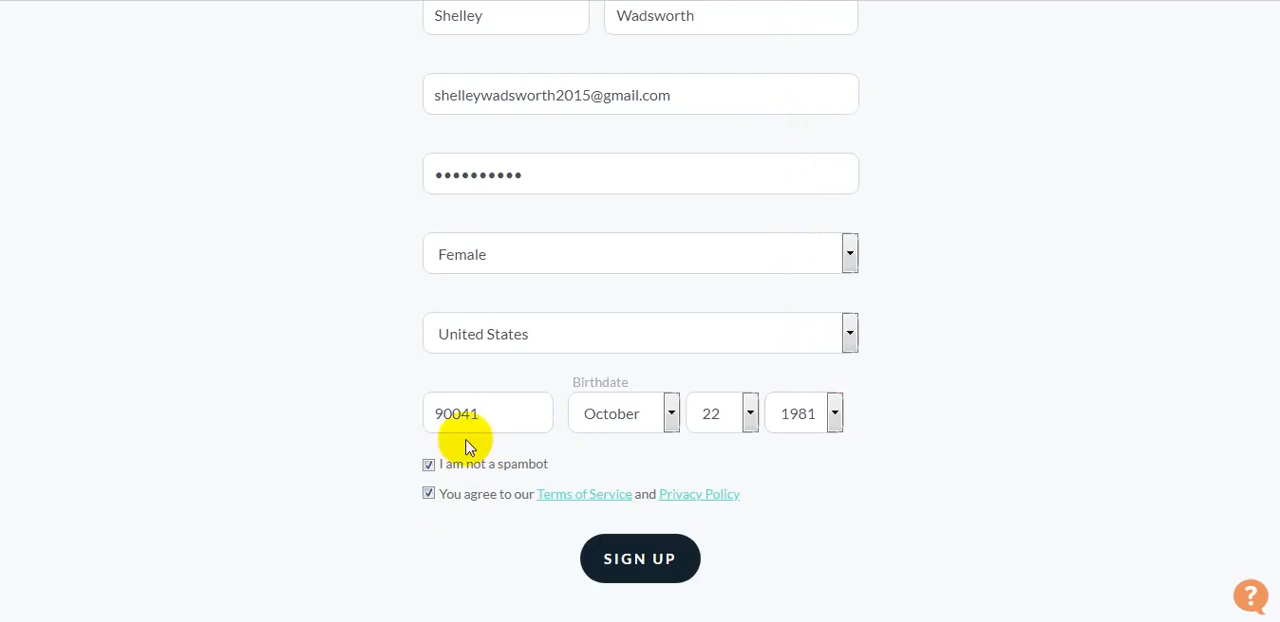 Shelley Wadsworth
shelleywadsworth2015@gmail.com
••••••••••
Female
United States
Birthdate
90041 October 22 1981
I am not a spambot
You agree to our Terms of Service and Privacy Policy
SIGN UP
?